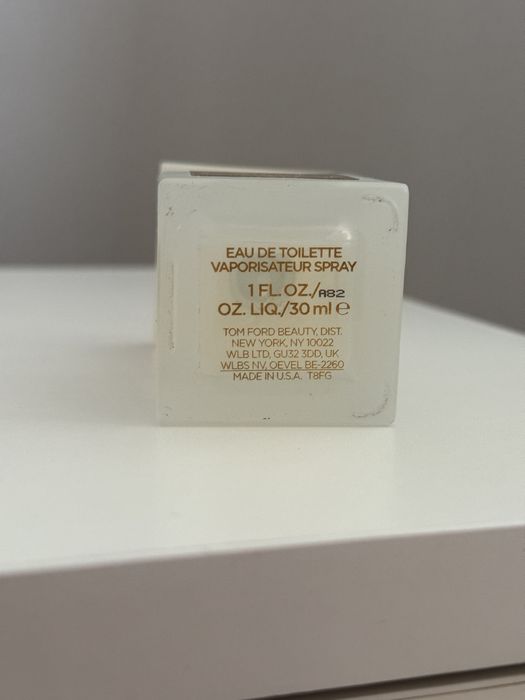 EAU DE TOILETTE
VAPORISATEUR SPRAY
1 FL. OZ./A82
OZ. LIQ./30 ml e
TOM FORD BEAUTY, DIST.
NEW YORK, NY 10022
WLB LTD, GU32 3DD, UK
WLBS NV, OEVEL BE-2260
MADE IN U.S.A. T8FG